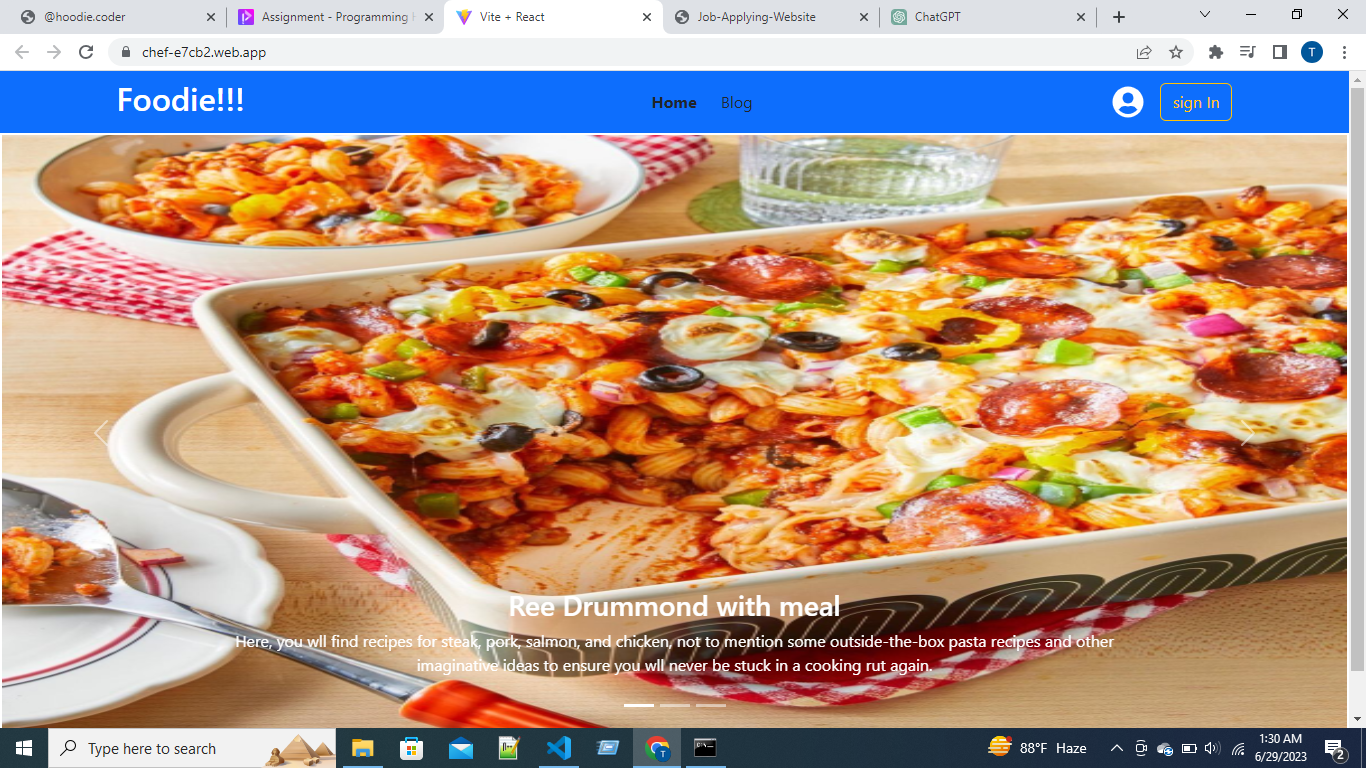 @hoodie.coder
Assignment - Programming
Vite + React
Job-Applying-Website
ChatGPT
chef-e7cb2.web.app
T
Foodie!!!
Home
Blog
sign In
Ree Drummond with meal
Here, you wll find recipes for steak, pork, salmon, and chicken, not to mention some outside-the-box pasta recipes and other
imaginative ideas to ensure you wll never be stuck in a cooking rut again.
Type here to search
T
88°F Haze
1:30 AM
6/29/2023
2